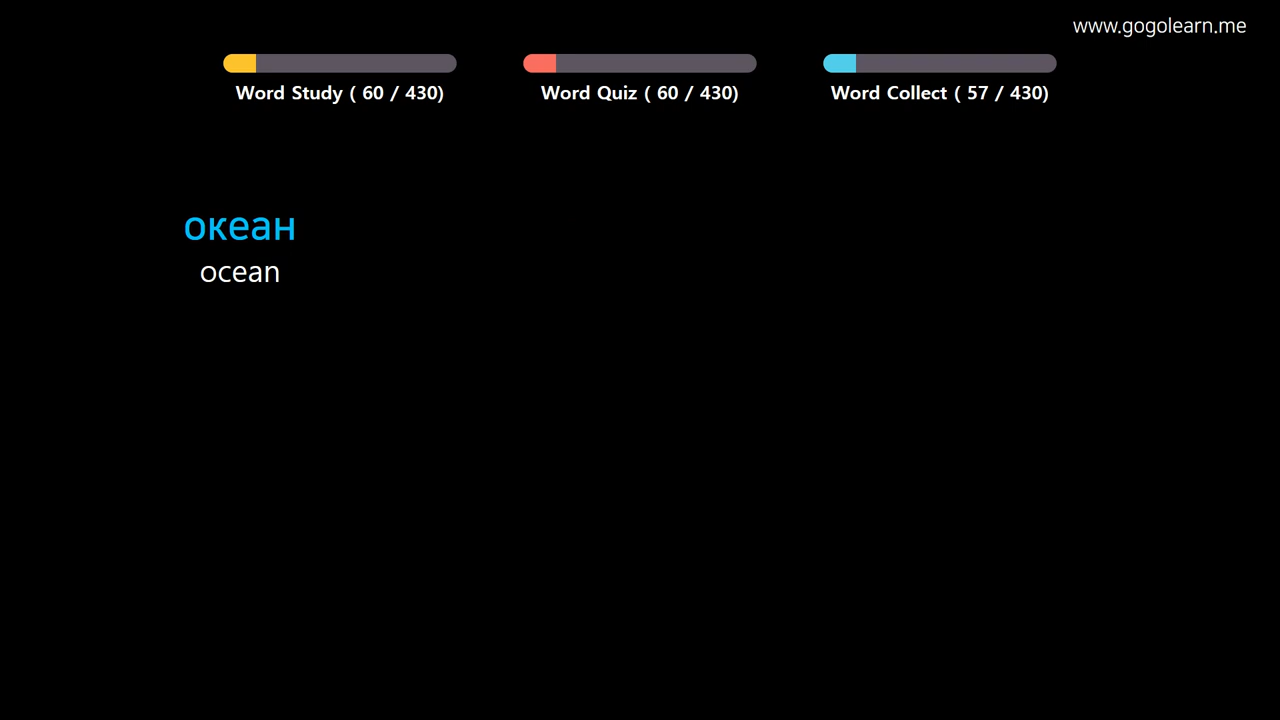 www.gogolearn.me
Word Study ( 60 / 430)
Word Quiz ( 60 / 430)
Word Collect ( 57 / 430)
океан
ocean